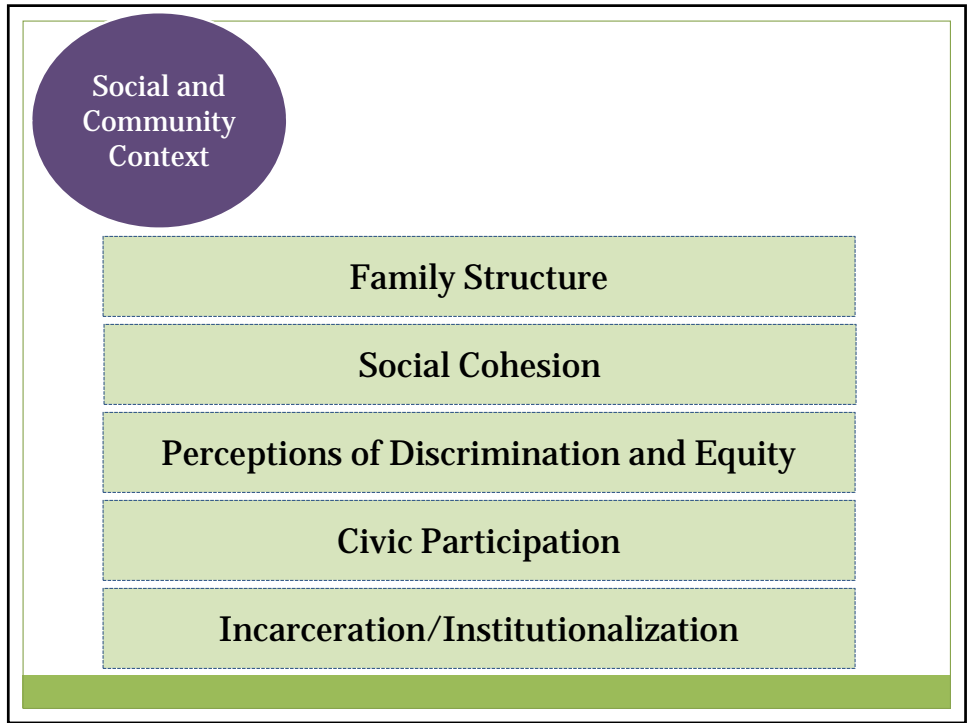 Social and
Community
Context
Family Structure
Social Cohesion
Perceptions of Discrimination and Equity
Civic Participation
Incarceration/Institutionalization